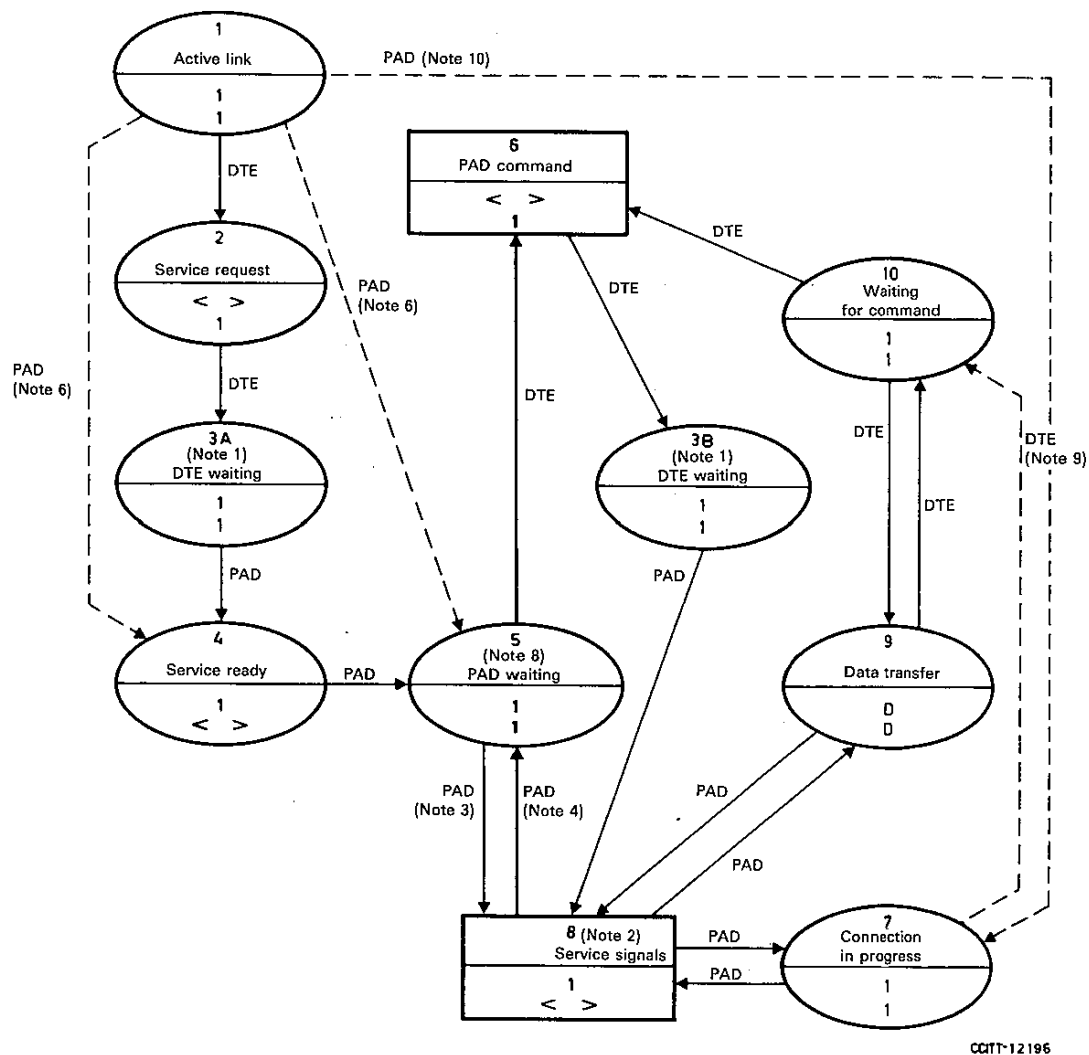 1
Active link
1
1
PAD (Note 10)
DTE
6
PAD command
< >
1
2
Service request
< >
1
PAD
(Note 6)
DTE
DTE
10
Waiting
for command
1
1
PAD
(Note 6)
DTE
DTE
3A
(Note 1)
DTE waiting
1
1
3B
(Note 1)
DTE waiting
1
1
DTE
DTE
(Note 9)
DTE
PAD
PAD
4
Service ready
1
< >
PAD
5
(Note 8)
PAD waiting
1
1
9
Data transfer
D
D
PAD
(Note 3)
PAD
(Note 4)
PAD
PAD
8 (Note 2)
Service signals
1
< >
PAD
PAD
7
Connection
in progress
1
1
CCITT-12195